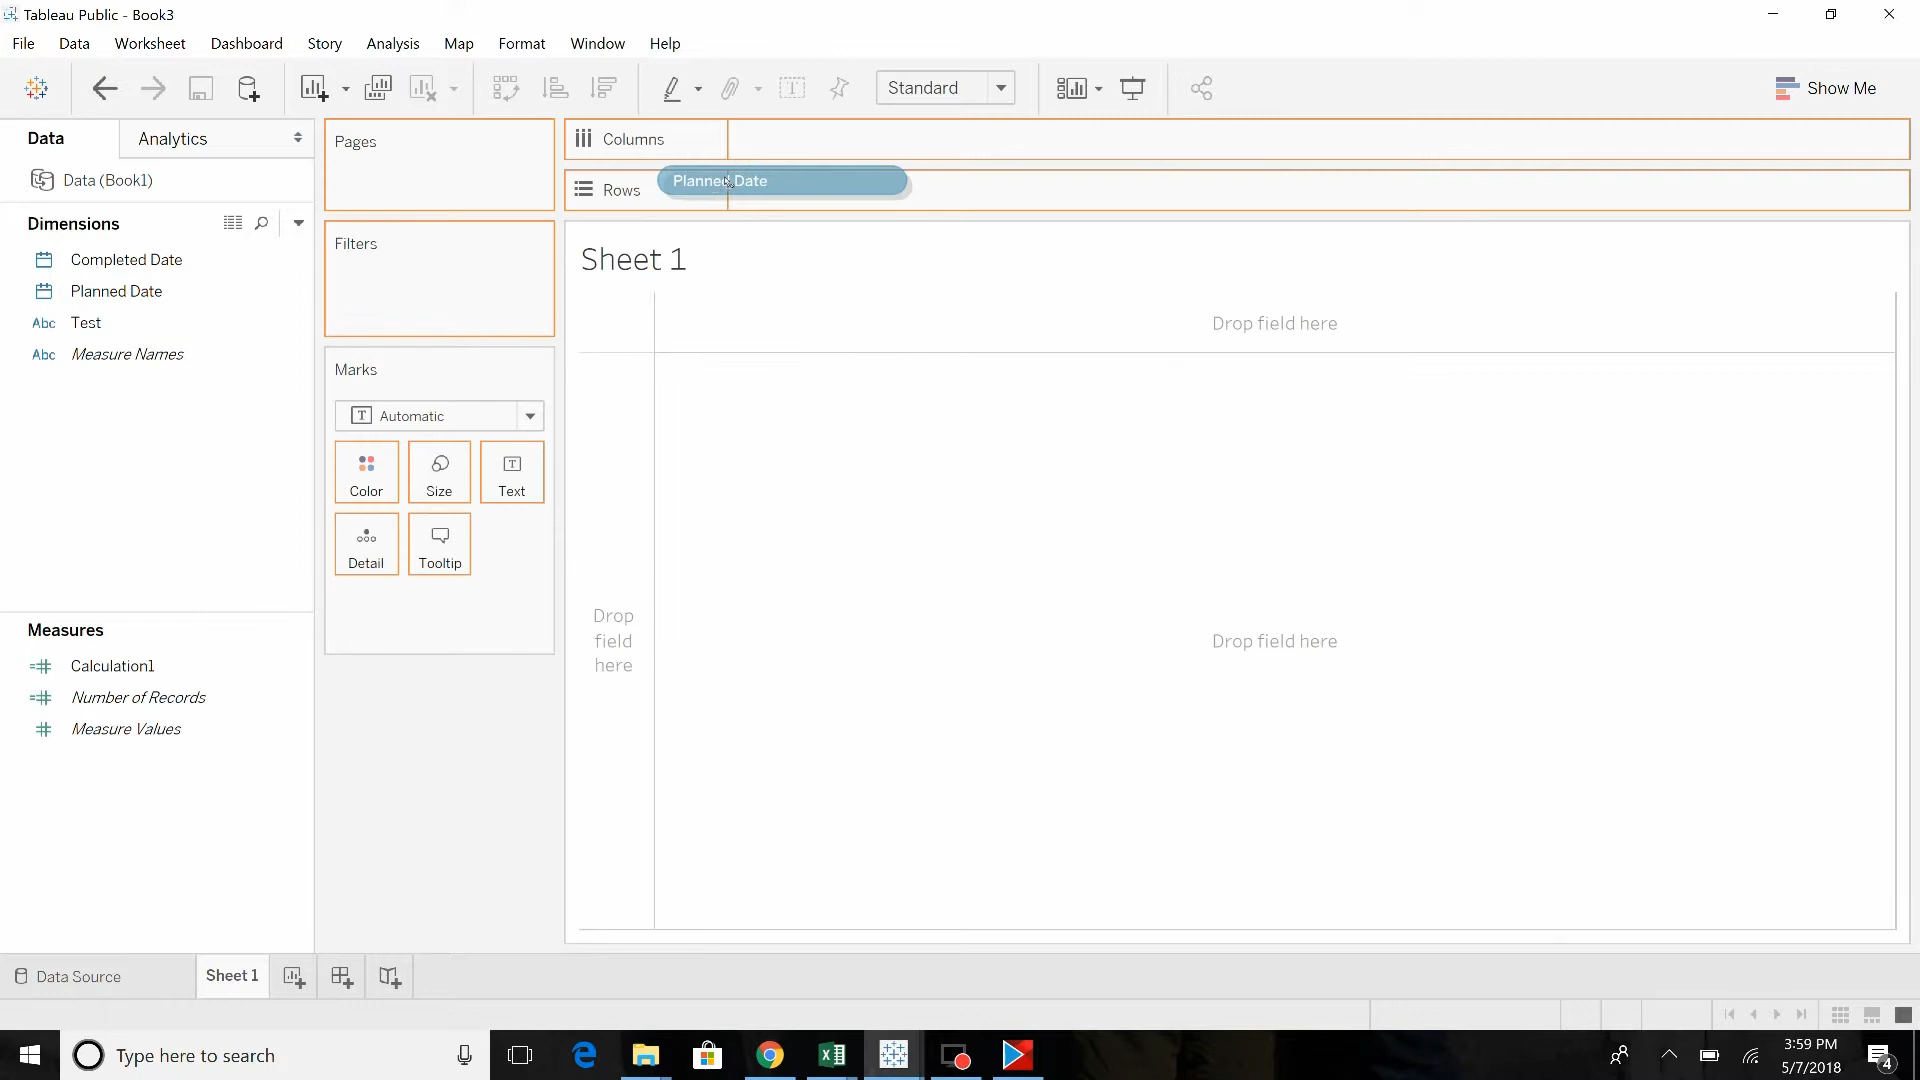 Tableau Public - Book3
File Data Worksheet Dashboard Story Analysis Map Format Window Help
Standard
Show Me
Data
Analytics
Data (Book1)
Dimensions
Completed Date
Planned Date
Abc Test
Abc Measure Names
Measures
Calculation1
Number of Records
Measure Values
Pages
Filters
Marks
T Automatic
Color
Size
T
Text
Detail
Tooltip
Columns
Rows
Planned Date
Sheet 1
Drop field here
Drop
field
here
Drop field here
Data Source
Sheet 1
Type here to search
3:59 PM
5/7/2018
4